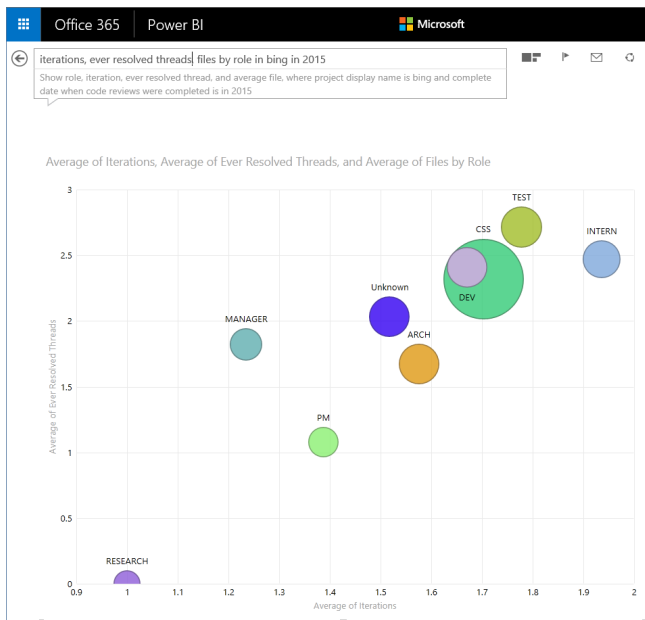 Office 365 Power BI Microsoft
iterations, ever resolved threads, files by role in bing in 2015
Show role, iteration, ever resolved thread, and average file, where project display name is bing and complete
date when code reviews were completed is in 2015
Average of Iterations, Average of Ever Resolved Threads, and Average of Files by Role
3
TEST
CSS
INTERN
2.5
DEV
Unknown
2
MANAGER
ARCH
1.5
PM
1
0.5
RESEARCH
0
Average of Ever Resolved Threads
0.9 1 1.1 1.2 1.3 1.4 1.5 1.6 1.7 1.8 1.9 2
Average of Iterations